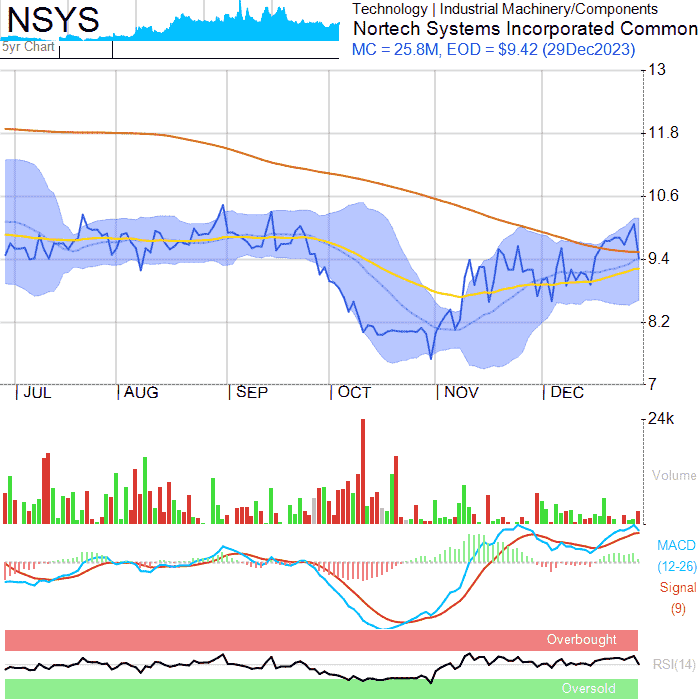 NSYS
5yr Chart
Technology | Industrial Machinery/Components
Nortech Systems Incorporated Common
MC = 25.8M, EOD = $9.42 (29Dec2023)
13
11.8
10.6
9.4
8.2
7
JUL AUG SEP OCT NOV DEC
24k
Volume
MACD
(12-26)
Signal
(9)
Overbought
RSI(14)
Oversold